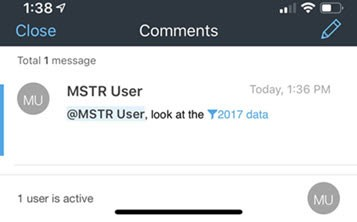 1:38
Close Comments
Total 1 message
MU MSTR User Today, 1:36 PM
@MSTR User, look at the 2017 data
1 user is active MU